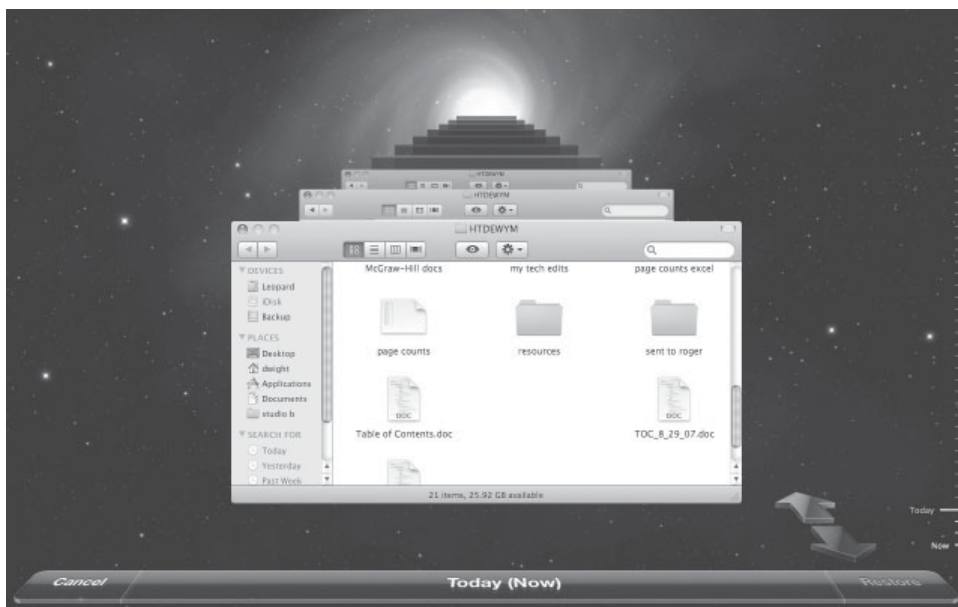 HTDEWYM
HTDEWYM
HTDEWYM
DEVICES
Leopard
iDisk
Backup
PLACES
Desktop
dwight
Applications
Documents
studio b
SEARCH FOR
Today
Yesterday
Past Week
McGraw-Hill docs my tech edits page counts excel
page counts resources sent to roger
DOC DOC
Table of Contents.doc TOC_8_29_07.doc
21 items, 25.92 GB available
Today
Now
Cancel Today (Now) Restore